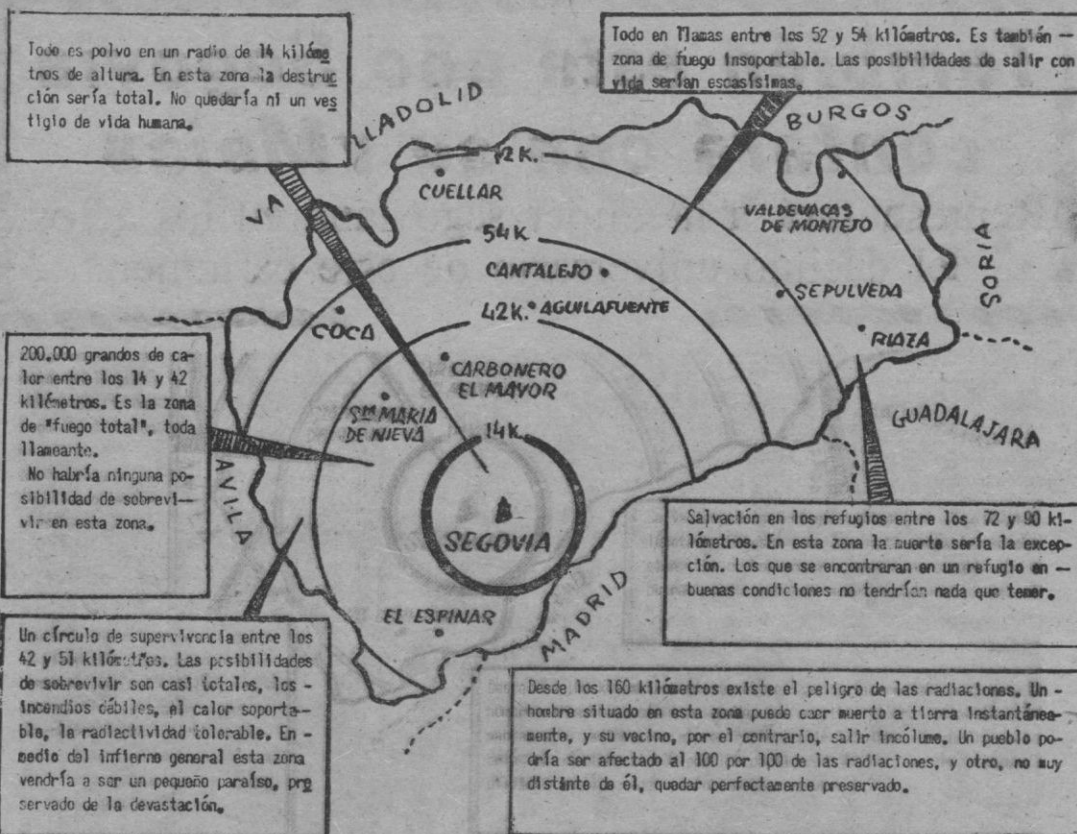 Todo es polvo en un radio de 14 kilóme
tros de altura. En esta zona la destruc
ción sería total. No quedaría ni un ves
tigio de vida humana.
Todo en llamas entre los 52 y 54 kilómetros. Es también —
zona de fuego insoportable. Las posibilidades de salir con
vida serían escasísimas.
VALLADOLID
BURGOS
SORIA
GUADALAJARA
MADRID
AVILA
72K.
CUELLAR
VALDEVACAS
DE MONTEJO
54K
CANTALEJO
SEPULVEDA
42K.
AGUILAFUENTE
COCA
RIAZA
CARBONERO
EL MAYOR
Sta MARIA
DE NIEVA
14K.
SEGOVIA
EL ESPINAR
200.000 grandos de ca-
lor entre los 14 y 42
kilómetros. Es la zona
de "fuego total", toda
llameante.
No habría ninguna po-
sibilidad de sobrevi—
vir en esta zona.
Salvación en los refugios entre los 72 y 90 ki-
lómetros. En esta zona la muerte sería la excep-
ción. Los que se encontraran en un refugio en —
buenas condiciones no tendrían nada que temer.
Un círculo de supervivencia entre los
42 y 51 kilómetros. Las posibilidades
de sobrevivir son casi totales, los -
incendios débiles, el calor soporta-
ble, la radiactividad tolerable. En -
medio del infierno general esta zona
vendría a ser un pequeño paraíso, pre
servado de la devastación.
Desde los 160 kilómetros existe el peligro de las radiaciones. Un -
hombre situado en esta zona puede caer muerto a tierra instantánea-
mente, y su vecino, por el contrario, salir incólume. Un pueblo po-
dría ser afectado al 100 por 100 de las radiaciones, y otro, no muy
distante de él, quedar perfectamente preservado.